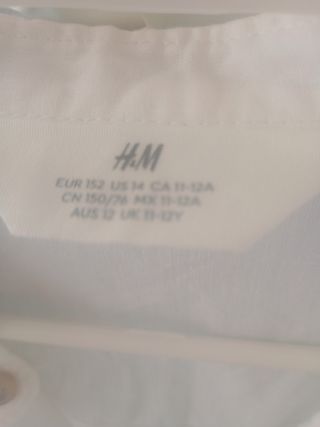 H&M
EUR 152 US 14 CA 11-12A
CN 150/76 MX 11-12A
AUS 12 UK 11-12Y